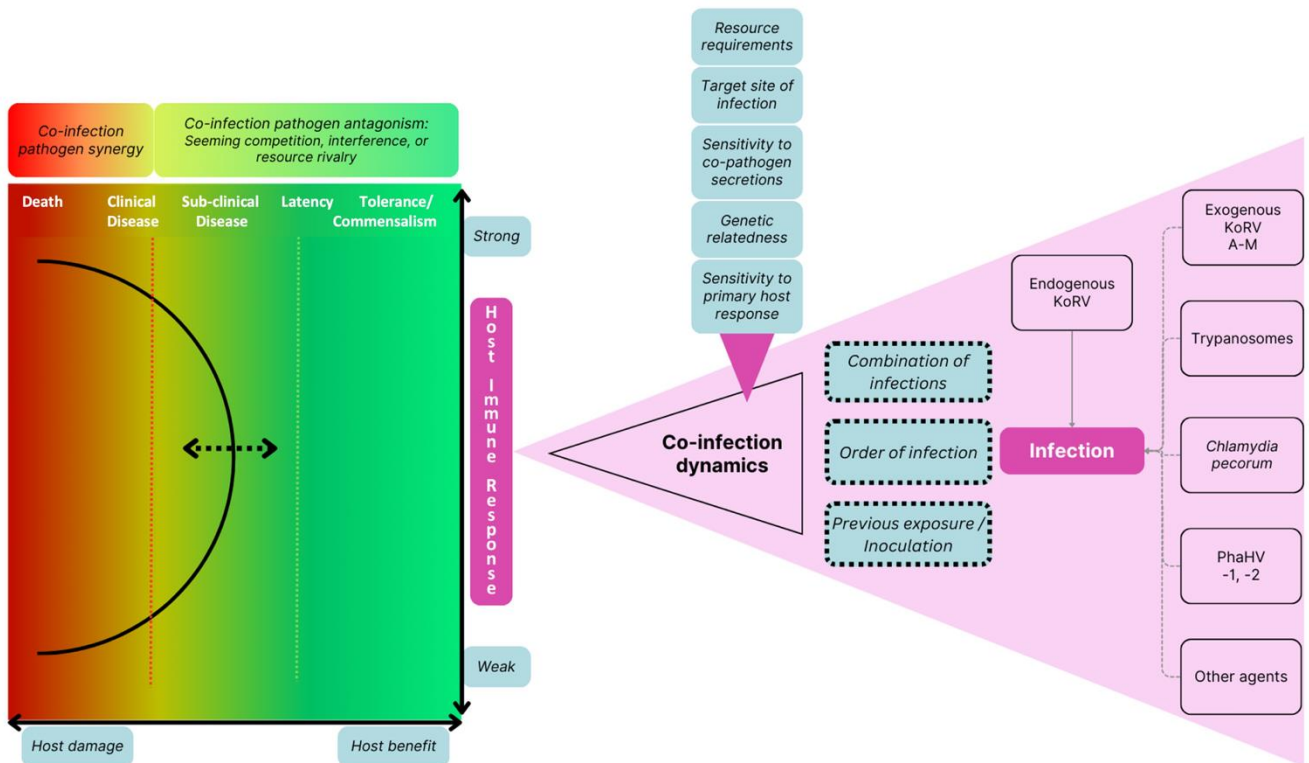 Co-infection
pathogen synergy
Co-infection pathogen antagonism:
Seeming competition, interference, or
resource rivalry
Death
Clinical
Disease
Sub-clinical
Disease
Latency
Tolerance/
Commensalism
Strong
Host Immune Response
Weak
Host damage
Host benefit
Resource
requirements
Target site of
infection
Sensitivity to
co-pathogen
secretions
Genetic
relatedness
Sensitivity to
primary host
response
Co-infection
dynamics
Combination of
infections
Order of infection
Previous exposure /
Inoculation
Endogenous
KoRV
Infection
Exogenous
KoRV
A-M
Trypanosomes
Chlamydia
pecorum
PhaHV
-1, -2
Other agents